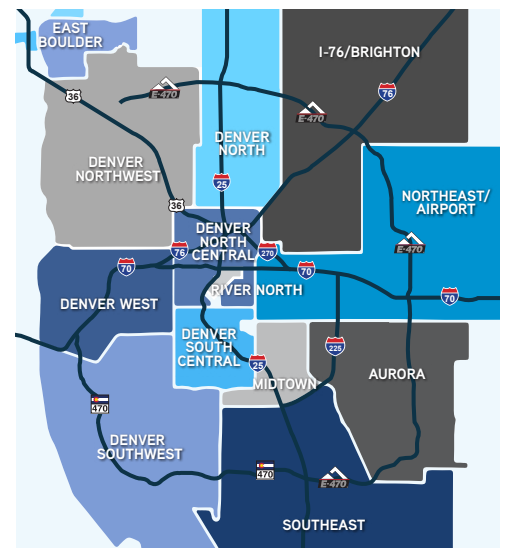 EAST
BOULDER
I-76/BRIGHTON
36
E-470
76
E-470
DENVER
NORTH
DENVER
NORTHWEST
25
NORTHEAST/
AIRPORT
36
DENVER
NORTH
CENTRAL
E-470
76
270
70
70
RIVER NORTH
70
DENVER WEST
DENVER
SOUTH
CENTRAL
225
25
MIDTOWN
AURORA
470
DENVER
SOUTHWEST
470
E-470
SOUTHEAST